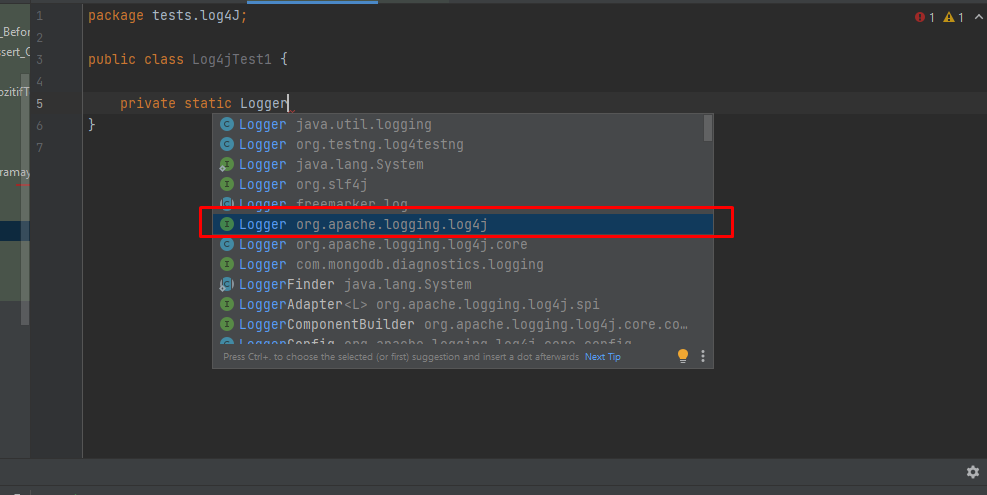 _Befor
ssert_G
ozitifT
ramay
1 package tests.log4J;
2
3 public class Log4jTest1 {
4
5 private static Logger
6 }
7
1 1
C Logger java.util.logging
C Logger org.testng.log4testng
I Logger java.lang.System
I Logger org.slf4j
C Logger freemarker.log
I Logger org.apache.logging.log4j
C Logger org.apache.logging.log4j.core
I Logger com.mongodb.diagnostics.logging
C LoggerFinder java.lang.System
I LoggerAdapter<L> org.apache.logging.log4j.spi
I LoggerComponentBuilder org.apache.logging.log4j.core.co…
C LoggerConfig org.apache.logging.log4j.core.config
Press Ctrl+. to choose the selected (or first) suggestion and insert a dot afterwards Next Tip